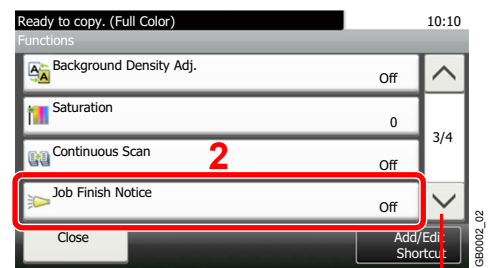 Ready to copy. (Full Color) 10:10
Functions
Background Density Adj. Off
Saturation 0
3/4
Continuous Scan Off
2
Job Finish Notice Off
Close
Add/Edit
Shortcut
GB0002_02